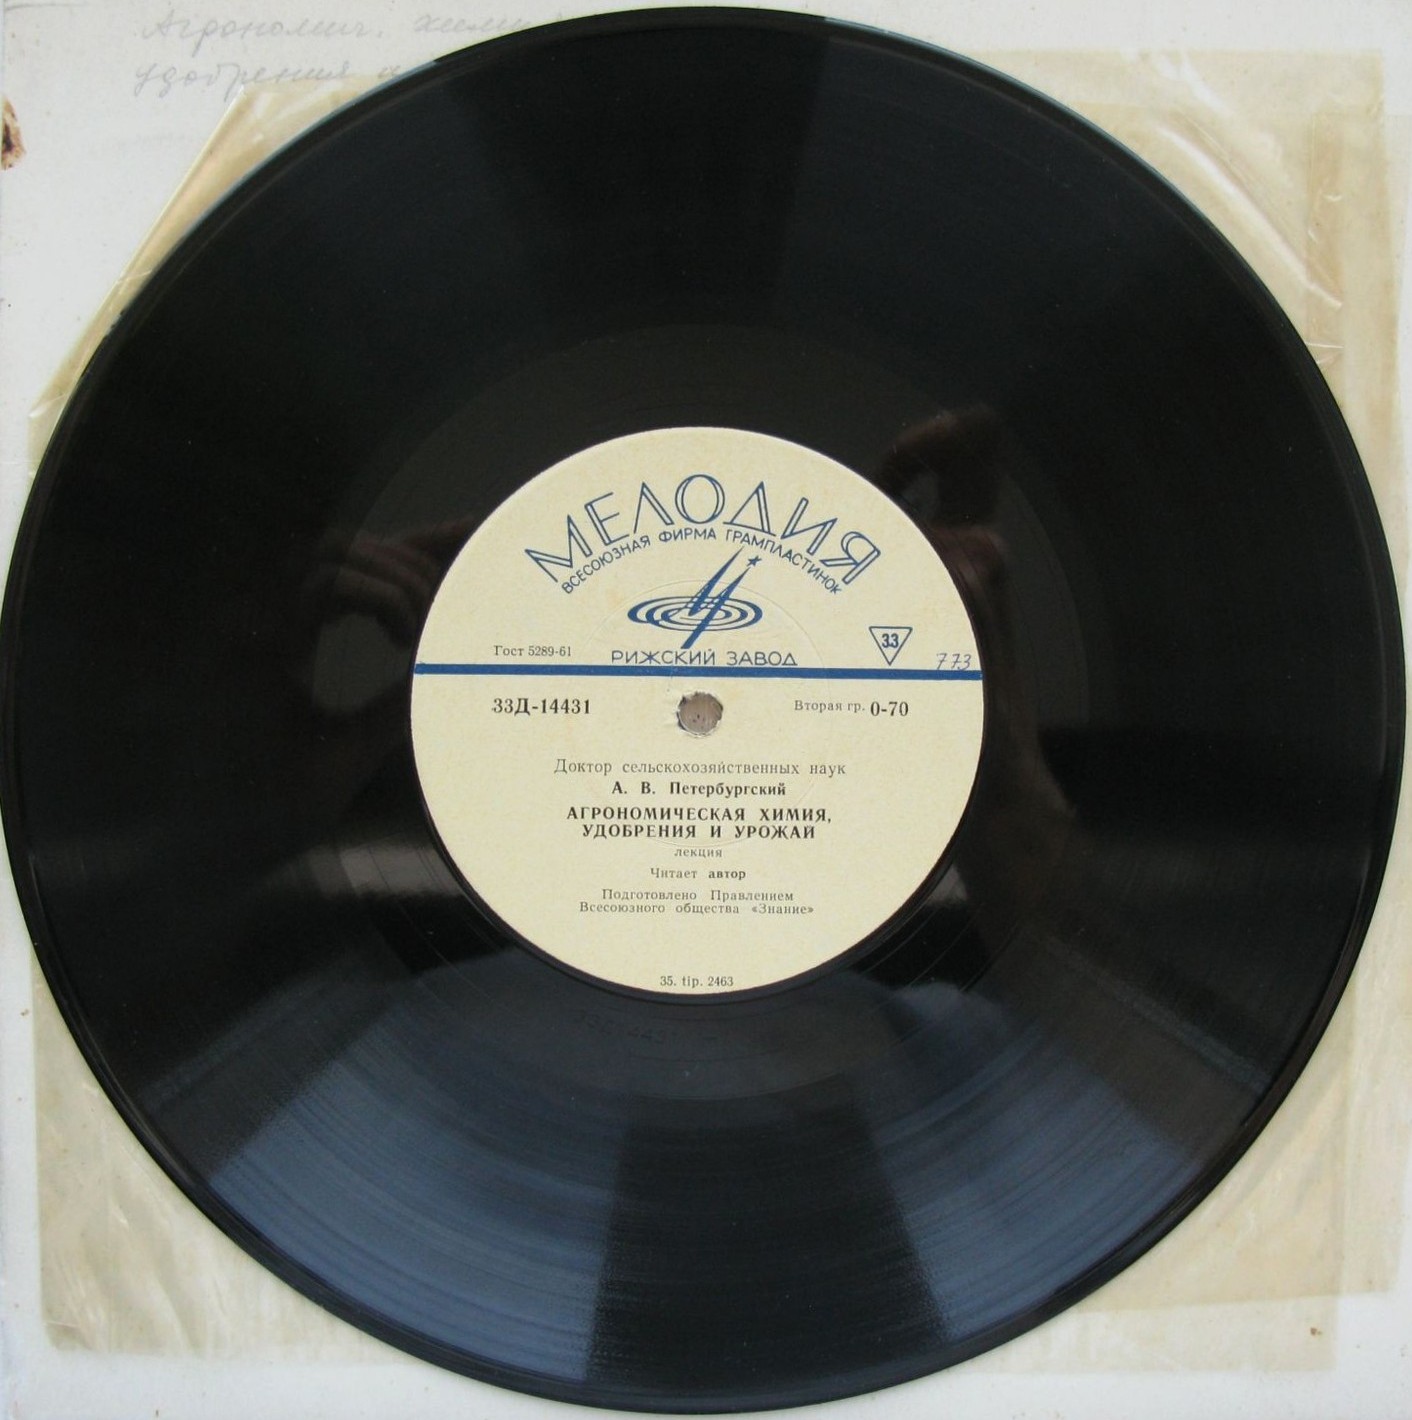 Агрономич. хими
удобрения
МЕЛОДИЯ
ВСЕСОЮЗНАЯ ФИРМА ГРАМПЛАСТИНОК
Гост 5289-61
РИЖСКИЙ ЗАВОД
33
773
33Д-14431
Вторая гр. 0-70
Доктор сельскохозяйственных наук
А. В. Петербургский
АГРОНОМИЧЕСКАЯ ХИМИЯ,
УДОБРЕНИЯ И УРОЖАЙ
лекция
Читает автор
Подготовлено Правлением
Всесоюзного общества «Знание»
35. tip. 2463